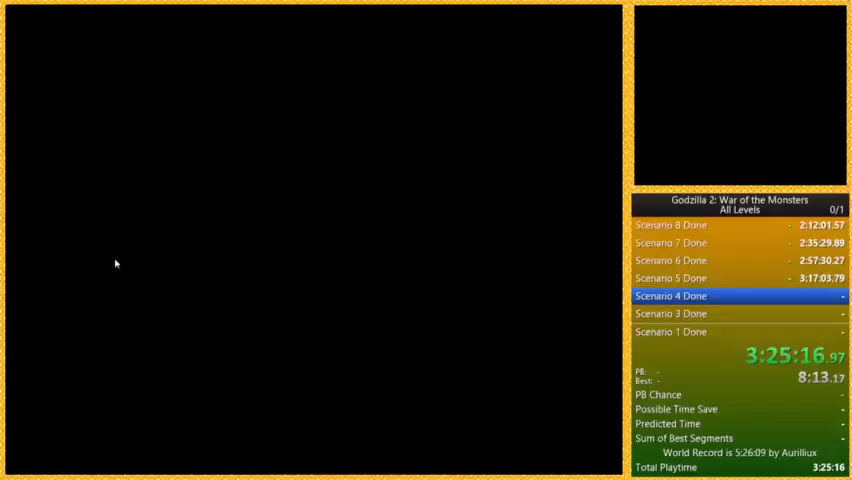 Godzilla 2: War of the Monsters
All Levels 0/1
Scenario 8 Done - 2:12:01.57
Scenario 7 Done - 2:35:29.89
Scenario 6 Done - 2:57:30.27
Scenario 5 Done - 3:17:03.79
Scenario 4 Done -
Scenario 3 Done -
Scenario 1 Done -
3:25:16.97
PB: -
Best: - 8:13.17
PB Chance -
Possible Time Save -
Predicted Time -
Sum of Best Segments -
World Record is 5:26:09 by Aurilliux
Total Playtime 3:25:16